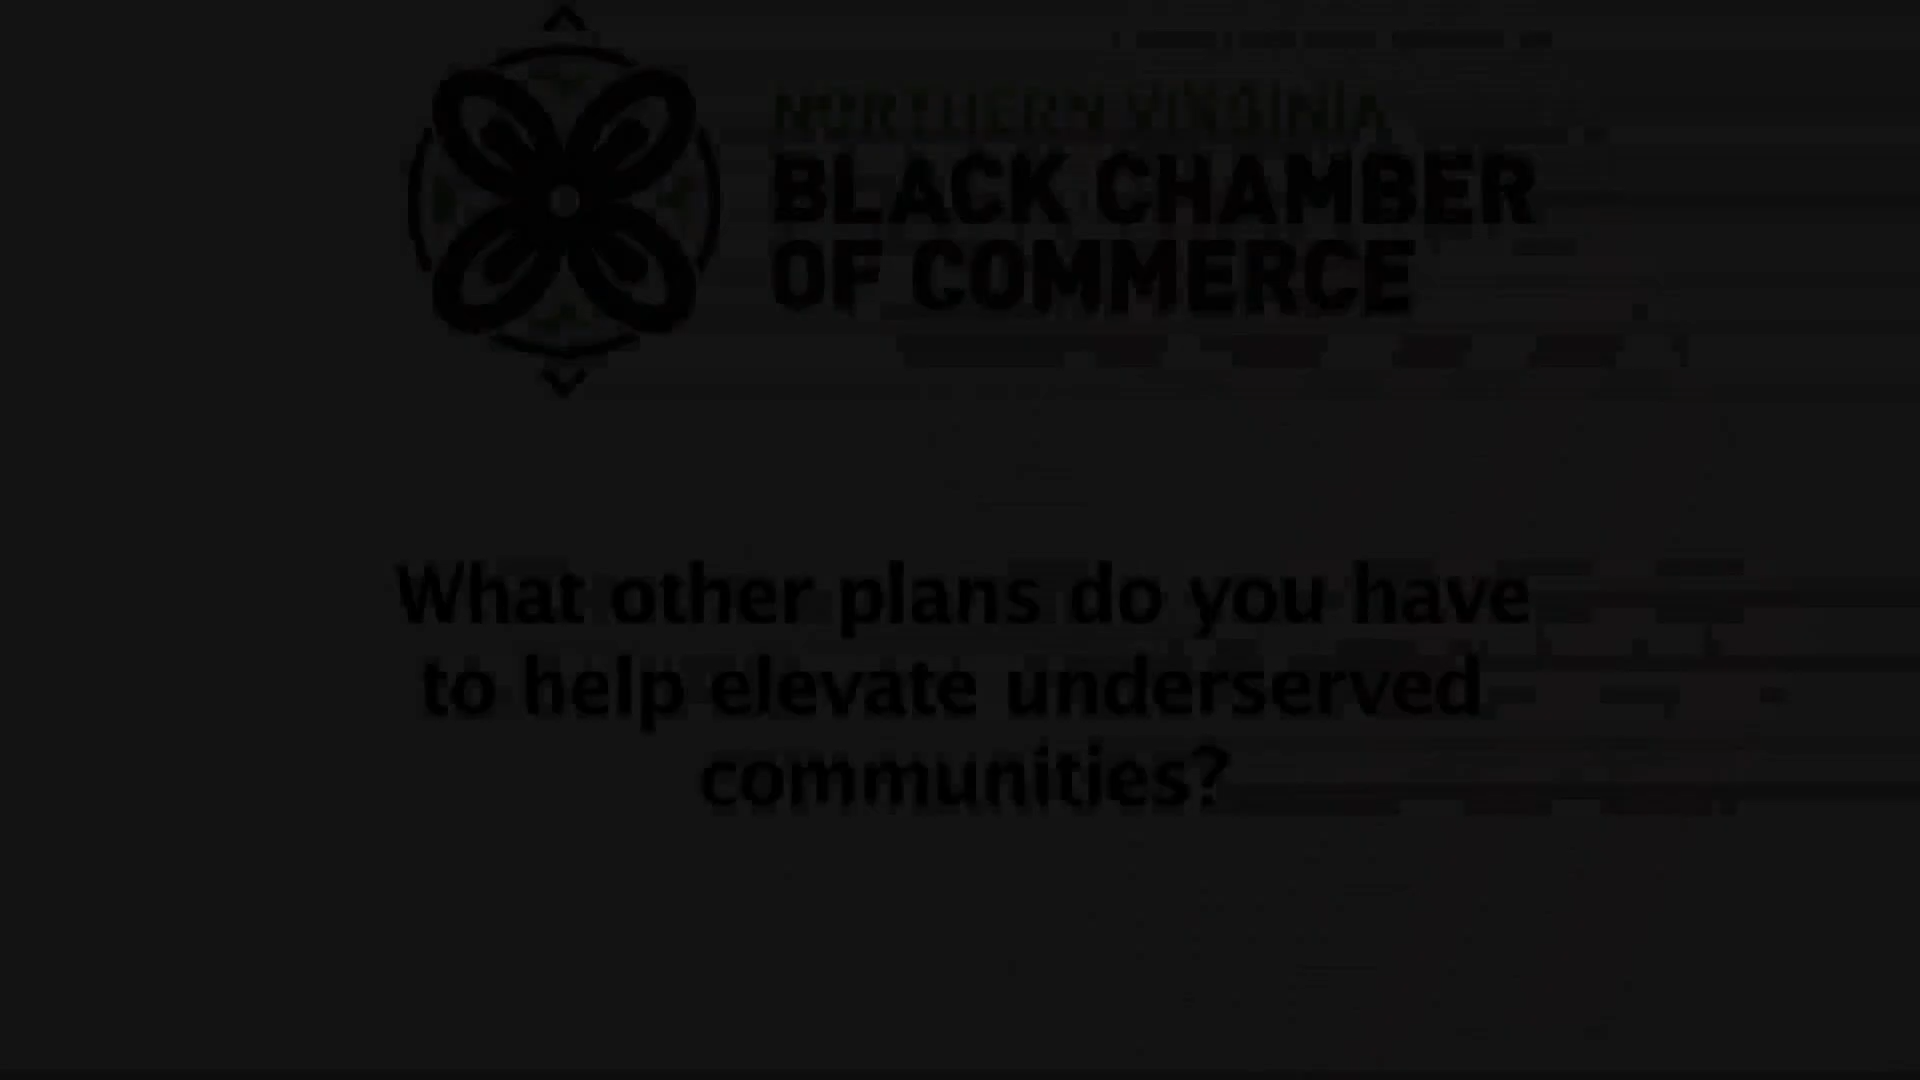 NORTHERN VIRGINIA
BLACK CHAMBER
OF COMMERCE
What other plans do you have
to help elevate underserved
communities?